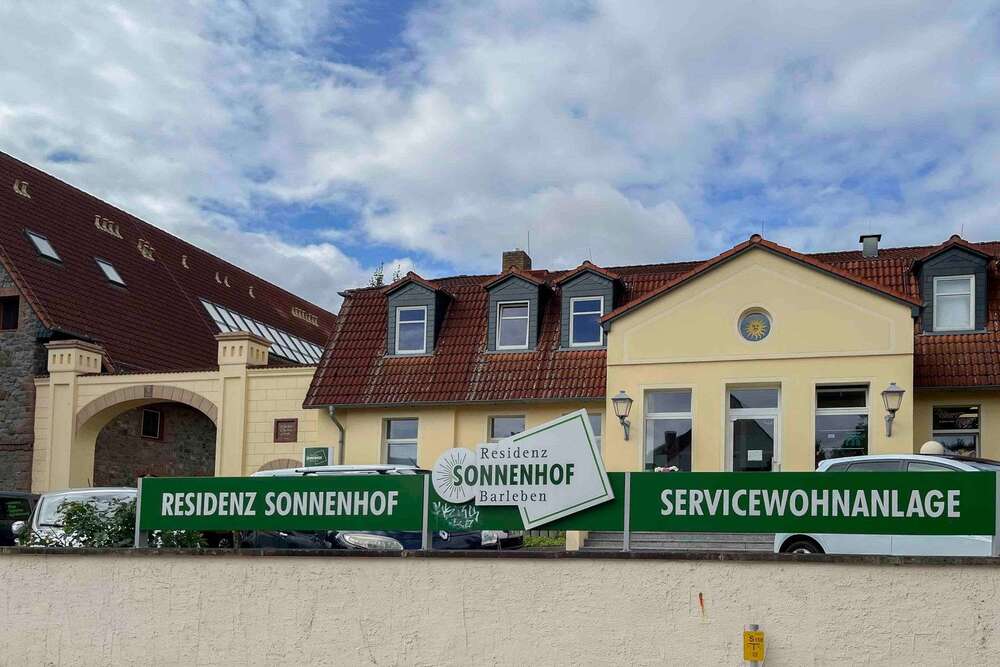 RESIDENZ SONNENHOF
Residenz
SONNENHOF
Barleben
SERVICEWOHNANLAGE